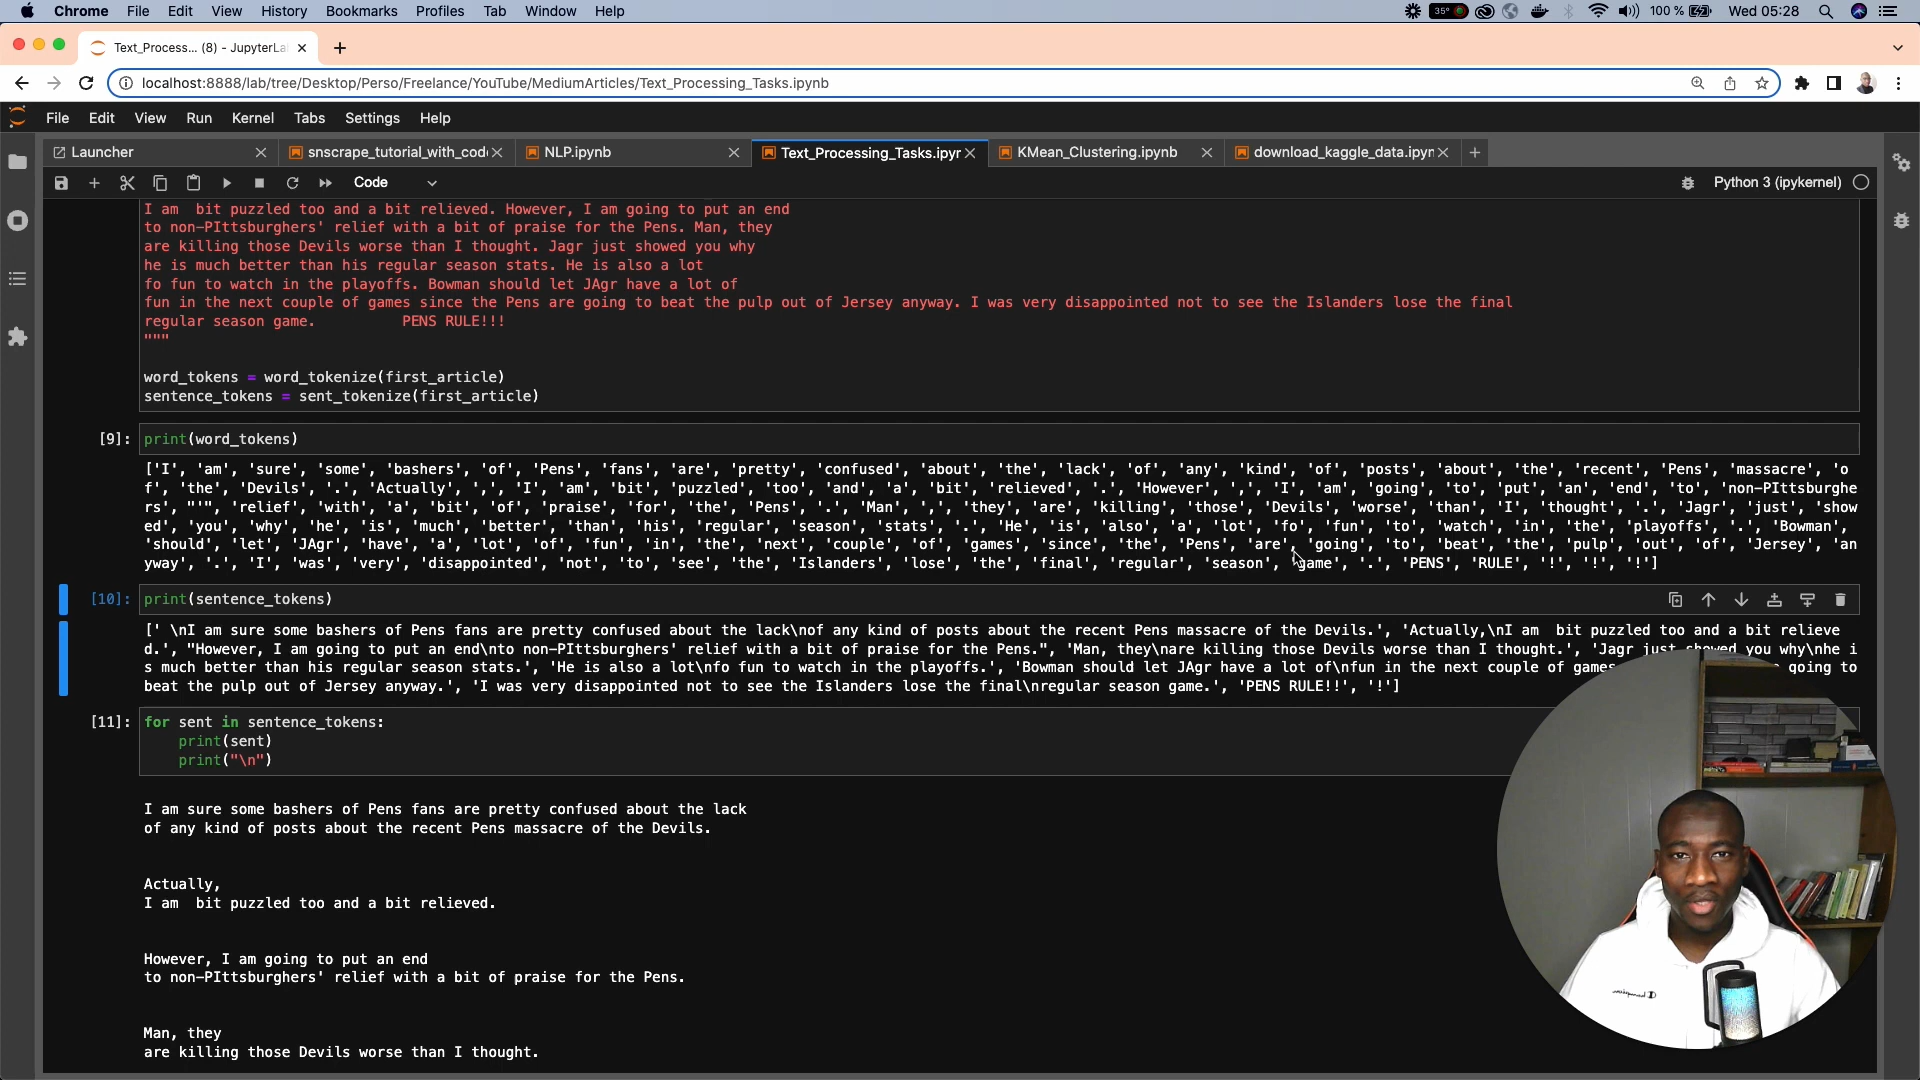 Chrome File Edit View History Bookmarks Profiles Tab Window Help 35° 100 % Wed 05:28
Text_Process... (8) - JupyterLa
localhost:8888/lab/tree/Desktop/Perso/Freelance/YouTube/MediumArticles/Text_Processing_Tasks.ipynb
File Edit View Run Kernel Tabs Settings Help
Launcher snscrape_tutorial_with_code NLP.ipynb Text_Processing_Tasks.ipyr KMean_Clustering.ipynb download_kaggle_data.ipyn
Code Python 3 (ipykernel)
I am  bit puzzled too and a bit relieved. However, I am going to put an end
to non-PIttsburghers' relief with a bit of praise for the Pens. Man, they
are killing those Devils worse than I thought. Jagr just showed you why
he is much better than his regular season stats. He is also a lot
fo fun to watch in the playoffs. Bowman should let JAgr have a lot of
fun in the next couple of games since the Pens are going to beat the pulp out of Jersey anyway. I was very disappointed not to see the Islanders lose the final
regular season game.          PENS RULE!!!
"""
word_tokens = word_tokenize(first_article)
sentence_tokens = sent_tokenize(first_article)
[9]: print(word_tokens)
['I', 'am', 'sure', 'some', 'bashers', 'of', 'Pens', 'fans', 'are', 'pretty', 'confused', 'about', 'the', 'lack', 'of', 'any', 'kind', 'of', 'posts', 'about', 'the', 'recent', 'Pens', 'massacre', 'o
f', 'the', 'Devils', '.', 'Actually', ',', 'I', 'am', 'bit', 'puzzled', 'too', 'and', 'a', 'bit', 'relieved', '.', 'However', ',', 'I', 'am', 'going', 'to', 'put', 'an', 'end', 'to', 'non-PIttsburghe
rs', "'", 'relief', 'with', 'a', 'bit', 'of', 'praise', 'for', 'the', 'Pens', '.', 'Man', ',', 'they', 'are', 'killing', 'those', 'Devils', 'worse', 'than', 'I', 'thought', '.', 'Jagr', 'just', 'show
ed', 'you', 'why', 'he', 'is', 'much', 'better', 'than', 'his', 'regular', 'season', 'stats', '.', 'He', 'is', 'also', 'a', 'lot', 'fo', 'fun', 'to', 'watch', 'in', 'the', 'playoffs', '.', 'Bowman',
'should', 'let', 'JAgr', 'have', 'a', 'lot', 'of', 'fun', 'in', 'the', 'next', 'couple', 'of', 'games', 'since', 'the', 'Pens', 'are', 'going', 'to', 'beat', 'the', 'pulp', 'out', 'of', 'Jersey', 'an
yway', '.', 'I', 'was', 'very', 'disappointed', 'not', 'to', 'see', 'the', 'Islanders', 'lose', 'the', 'final', 'regular', 'season', 'game', '.', 'PENS', 'RULE', '!', '!', '!']
[10]: print(sentence_tokens)
[' \nI am sure some bashers of Pens fans are pretty confused about the lack\nof any kind of posts about the recent Pens massacre of the Devils.', 'Actually,\nI am  bit puzzled too and a bit relieve
d.', "However, I am going to put an end\nto non-PIttsburghers' relief with a bit of praise for the Pens.", 'Man, they\nare killing those Devils worse than I thought.', 'Jagr just showed you why\nhe i
s much better than his regular season stats.', 'He is also a lot\nfo fun to watch in the playoffs.', 'Bowman should let JAgr have a lot of\nfun in the next couple of games going to
beat the pulp out of Jersey anyway.', 'I was very disappointed not to see the Islanders lose the final\nregular season game.', 'PENS RULE!!', '!']
[11]: for sent in sentence_tokens:
print(sent)
print("\n")
I am sure some bashers of Pens fans are pretty confused about the lack
of any kind of posts about the recent Pens massacre of the Devils.
Actually,
I am  bit puzzled too and a bit relieved.
However, I am going to put an end
to non-PIttsburghers' relief with a bit of praise for the Pens.
Man, they
are killing those Devils worse than I thought.